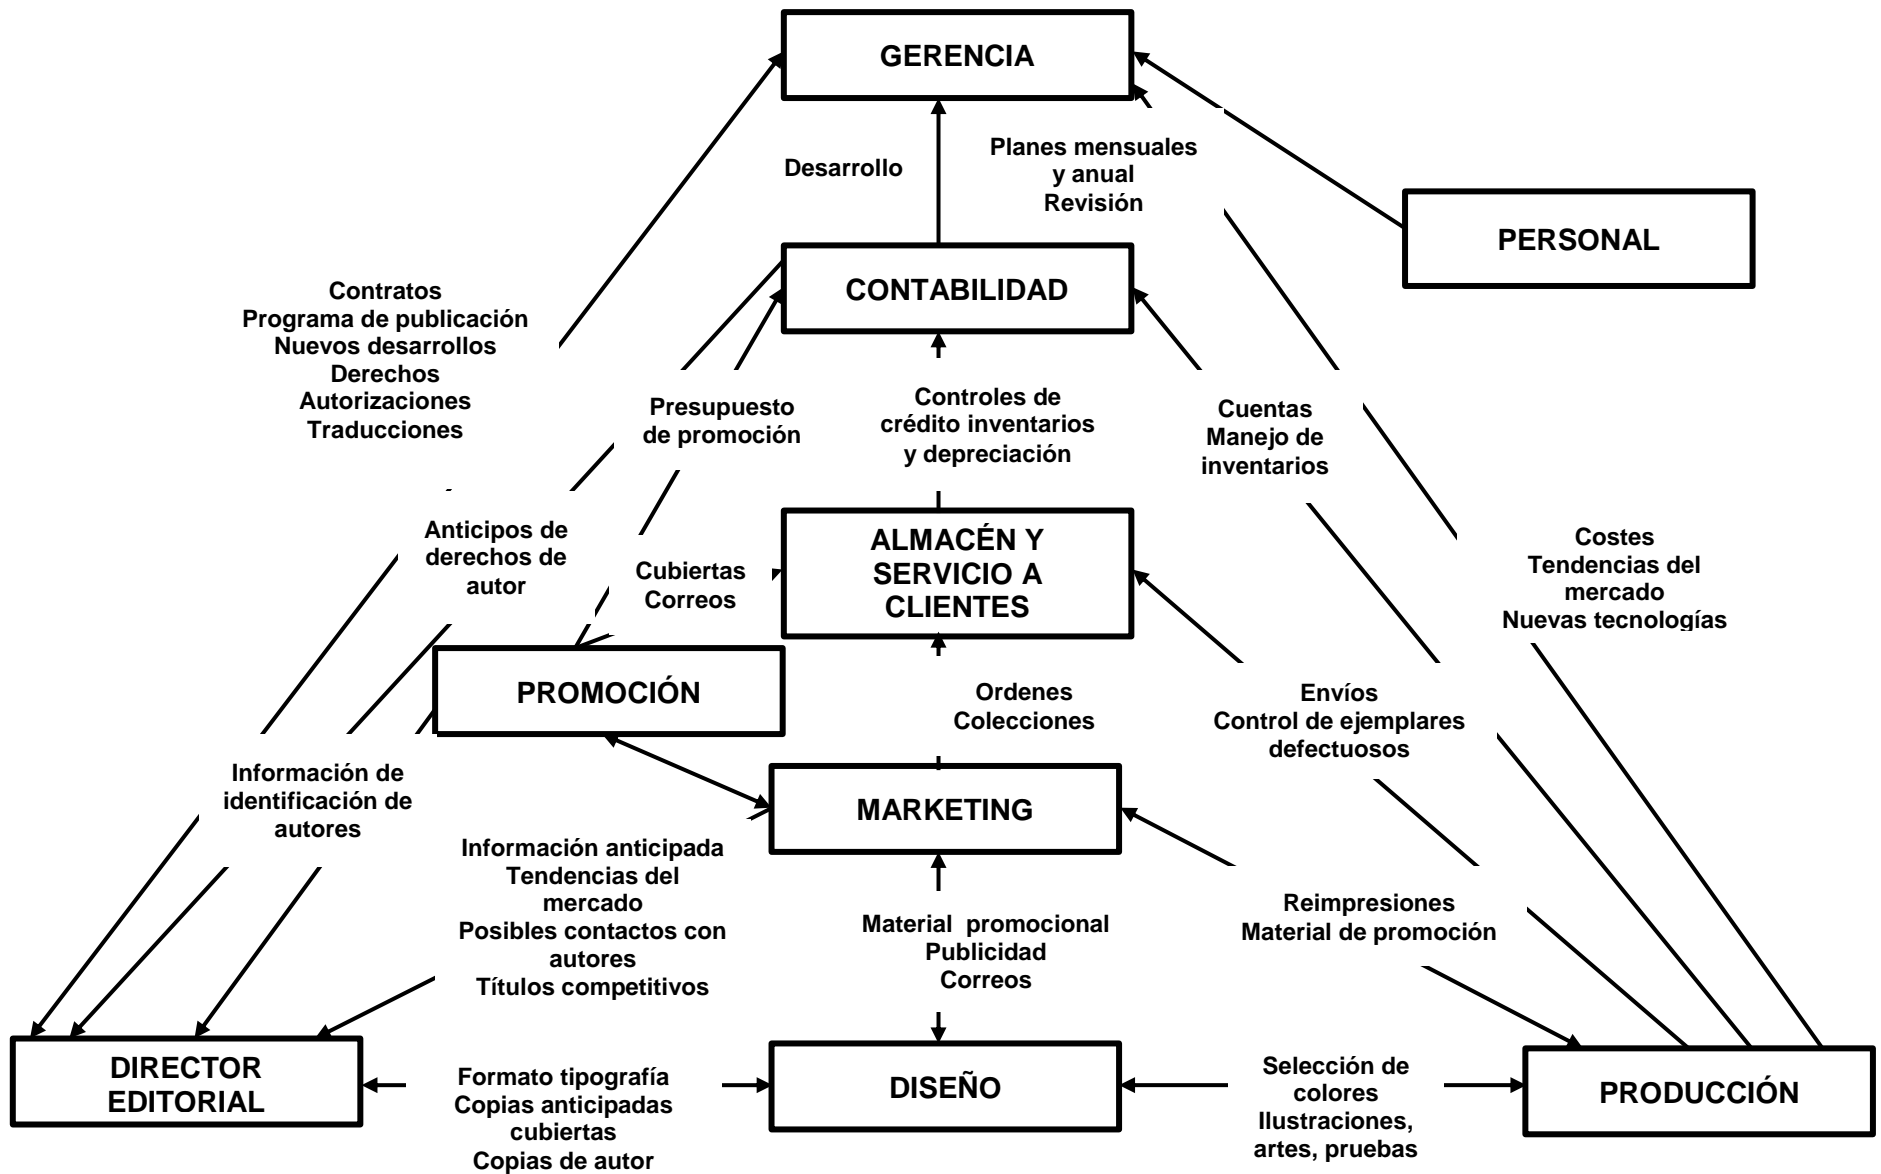 GERENCIA
Desarrollo
Planes mensuales
y anual
Revisión
PERSONAL
CONTABILIDAD
Contratos
Programa de publicación
Nuevos desarrollos
Derechos
Autorizaciones
Traducciones
Presupuesto
de promoción
Controles de
crédito inventarios
y depreciación
Cuentas
Manejo de
inventarios
Anticipos de
derechos de
autor
Cubiertas
Correos
ALMACÉN Y
SERVICIO A
CLIENTES
Costes
Tendencias del
mercado
Nuevas tecnologías
PROMOCIÓN
Ordenes
Colecciones
Envíos
Control de ejemplares
defectuosos
Información de
identificación de
autores
MARKETING
Información anticipada
Tendencias del
mercado
Posibles contactos con
autores
Títulos competitivos
Material promocional
Publicidad
Correos
Reimpresiones
Material de promoción
DIRECTOR
EDITORIAL
Formato tipografía
Copias anticipadas
cubiertas
Copias de autor
DISEÑO
Selección de
colores
Ilustraciones,
artes, pruebas
PRODUCCIÓN